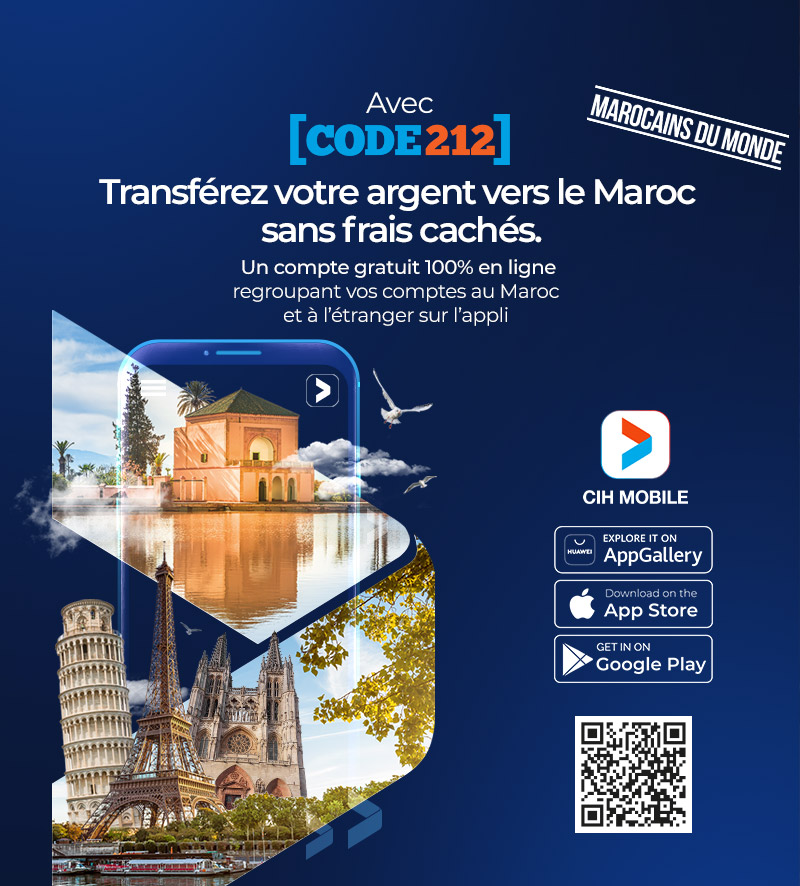 Avec
[CODE212]
MAROCAINS DU MONDE
Transférez votre argent vers le Maroc
sans frais cachés.
Un compte gratuit 100% en ligne
regroupant vos comptes au Maroc
et à l'étranger sur l'appli
CIH MOBILE
HUAWEI
EXPLORE IT ON
AppGallery
Download on the
App Store
GET IN ON
Google Play